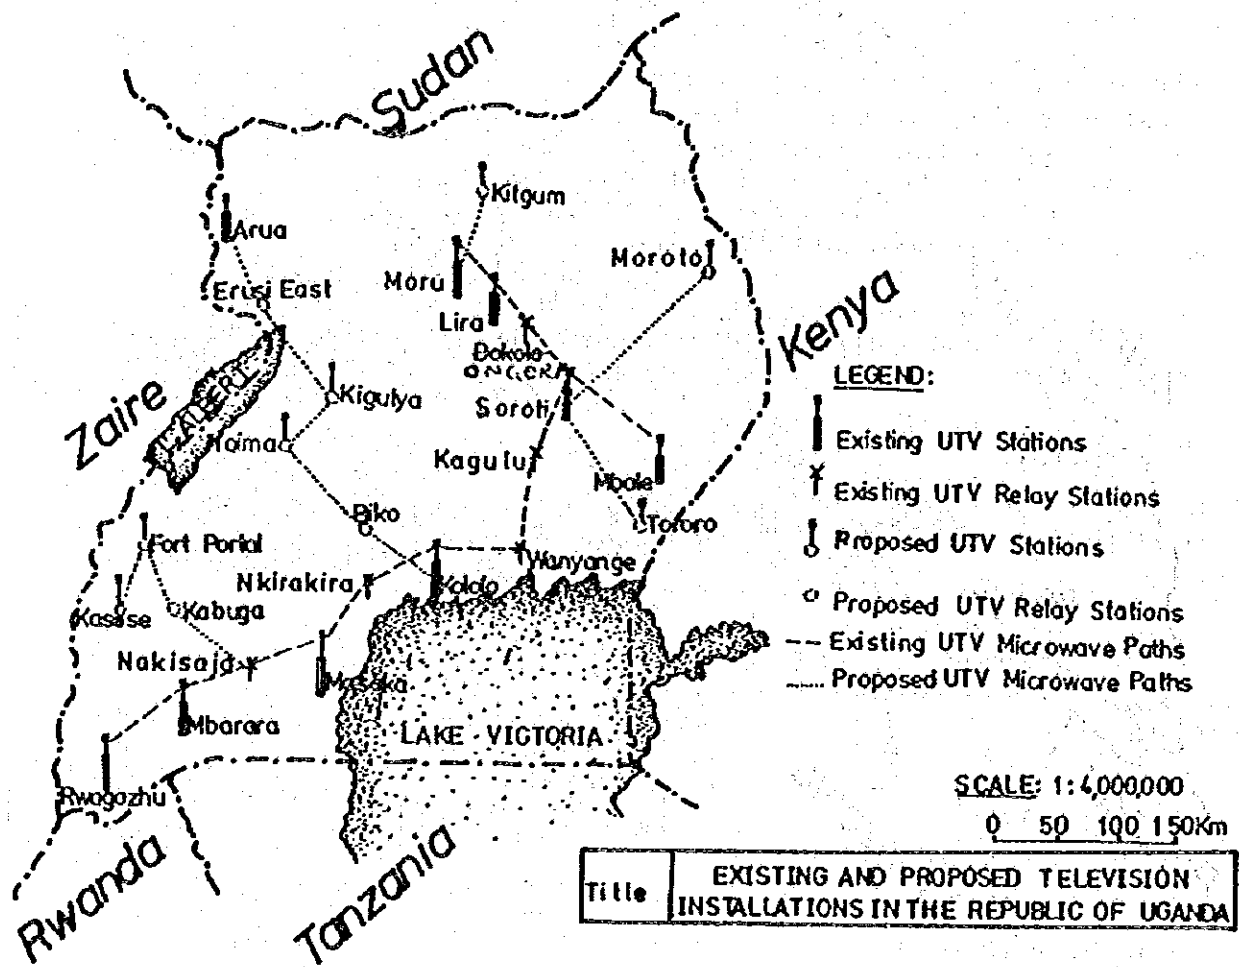 Sudan
Kitgum
Arua
Moroto
Moru
Erusi East
Kenya
Lira
Dokolo
ONGORA
LEGEND:
Zaire
ALBERT
Kigulya
Soroti
Existing UTV Stations
Hoima
Kagulu
Mbale
Existing UTV Relay Stations
Biko
Tororo
Fort Portal
Proposed UTV Stations
Wanyange
Nkirakira
Kololo
Kasese
Kabuga
Proposed UTV Relay Stations
Existing UTV Microwave Paths
Nakisaja
Masaka
Proposed UTV Microwave Paths
Mbarara
LAKE VICTORIA
Rwagazhu
SCALE: 1:4,000,000
0 50 100 150Km
Rwanda
Tanzania
Title
EXISTING AND PROPOSED TELEVISION
INSTALLATIONS IN THE REPUBLIC OF UGANDA